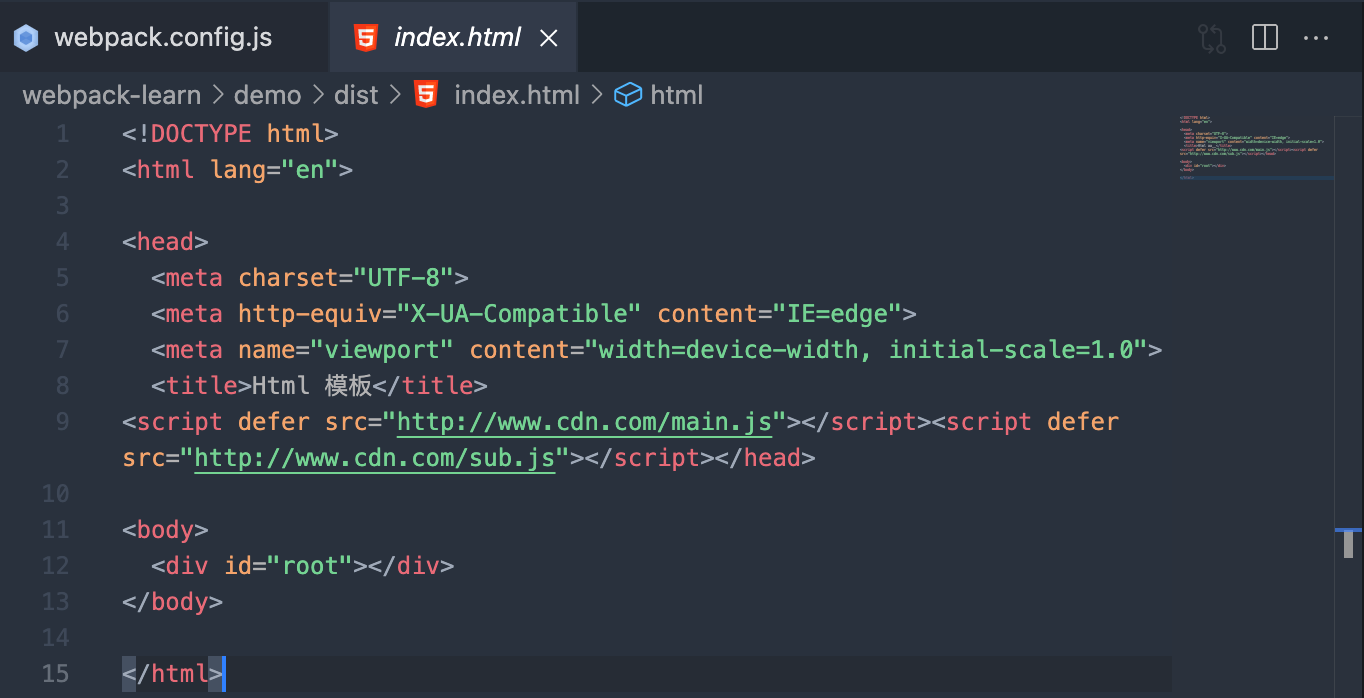 webpack.config.js index.html
webpack-learn > demo > dist > index.html > html
1 <!DOCTYPE html>
2 <html lang="en">
3
4 <head>
5   <meta charset="UTF-8">
6   <meta http-equiv="X-UA-Compatible" content="IE=edge">
7   <meta name="viewport" content="width=device-width, initial-scale=1.0">
8   <title>Html 模板</title>
9 <script defer src="http://www.cdn.com/main.js"></script><script defer
src="http://www.cdn.com/sub.js"></script></head>
10
11 <body>
12   <div id="root"></div>
13 </body>
14
15 </html>